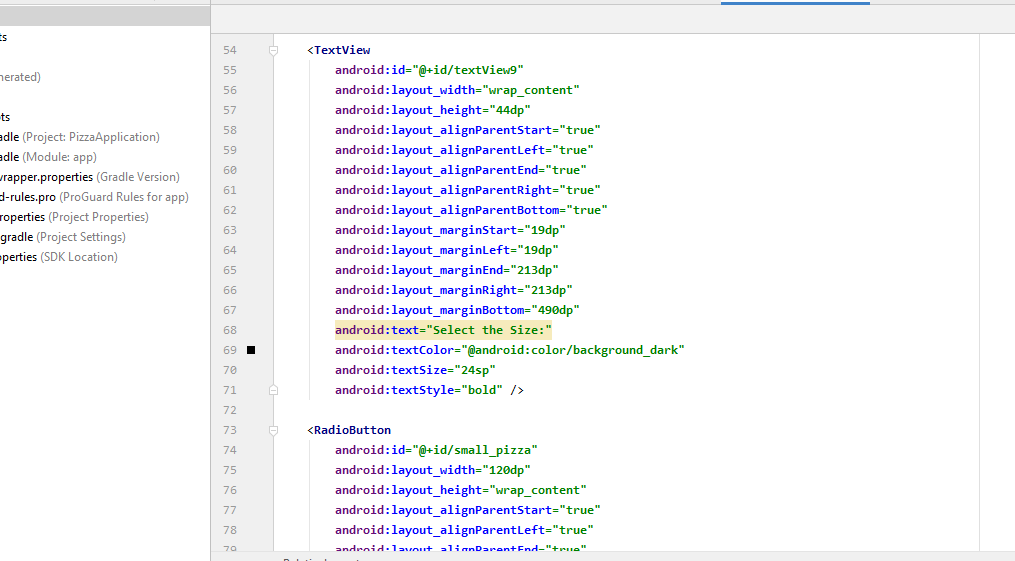 ts
nerated)
ots
adle (Project: PizzaApplication)
adle (Module: app)
wrapper.properties (Gradle Version)
d-rules.pro (ProGuard Rules for app)
roperties (Project Properties)
gradle (Project Settings)
operties (SDK Location)
54 <TextView
55 android:id="@+id/textView9"
56 android:layout_width="wrap_content"
57 android:layout_height="44dp"
58 android:layout_alignParentStart="true"
59 android:layout_alignParentLeft="true"
60 android:layout_alignParentEnd="true"
61 android:layout_alignParentRight="true"
62 android:layout_alignParentBottom="true"
63 android:layout_marginStart="19dp"
64 android:layout_marginLeft="19dp"
65 android:layout_marginEnd="213dp"
66 android:layout_marginRight="213dp"
67 android:layout_marginBottom="490dp"
68 android:text="Select the Size:"
69 android:textColor="@android:color/background_dark"
70 android:textSize="24sp"
71 android:textStyle="bold" />
72
73 <RadioButton
74 android:id="@+id/small_pizza"
75 android:layout_width="120dp"
76 android:layout_height="wrap_content"
77 android:layout_alignParentStart="true"
78 android:layout_alignParentLeft="true"
79 android:layout_alignParentEnd="true"